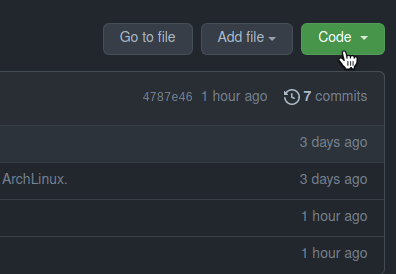 Go to file Add file Code
4787e46 1 hour ago 7 commits
3 days ago
ArchLinux. 3 days ago
1 hour ago
1 hour ago